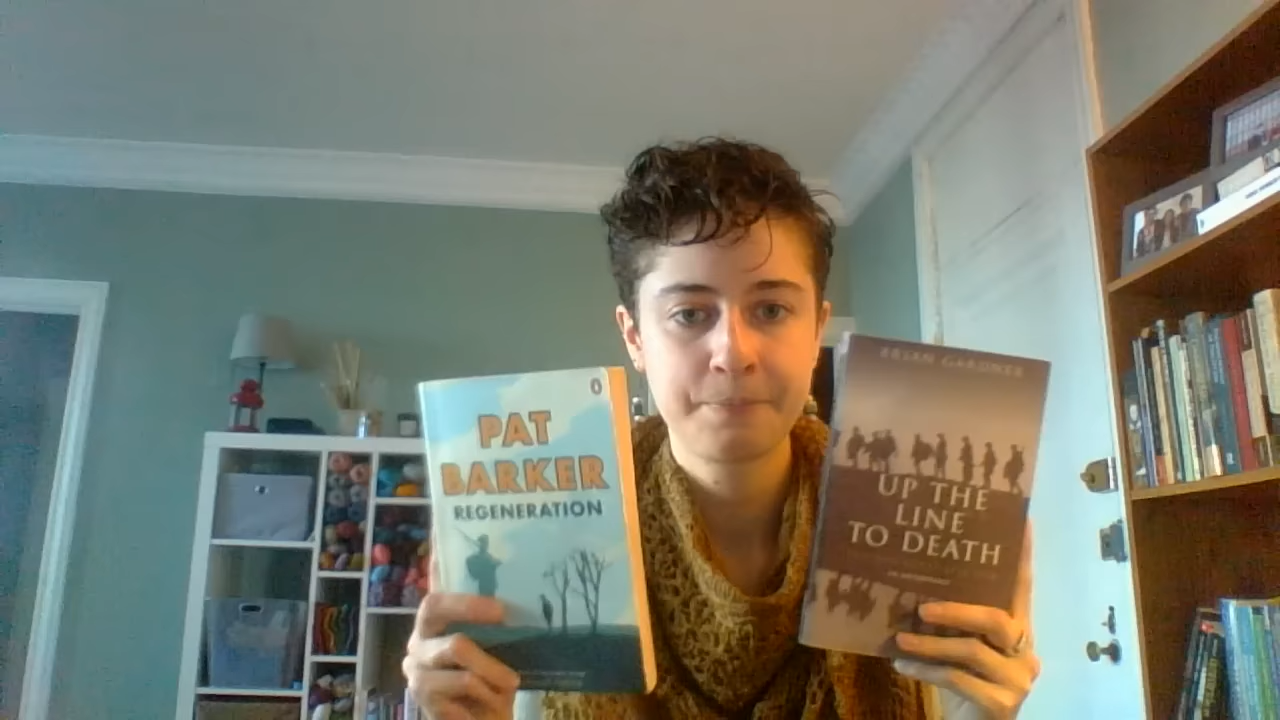 PAT
BARKER
REGENERATION
BRIAN GARDNER
UP THE
LINE
TO DEATH